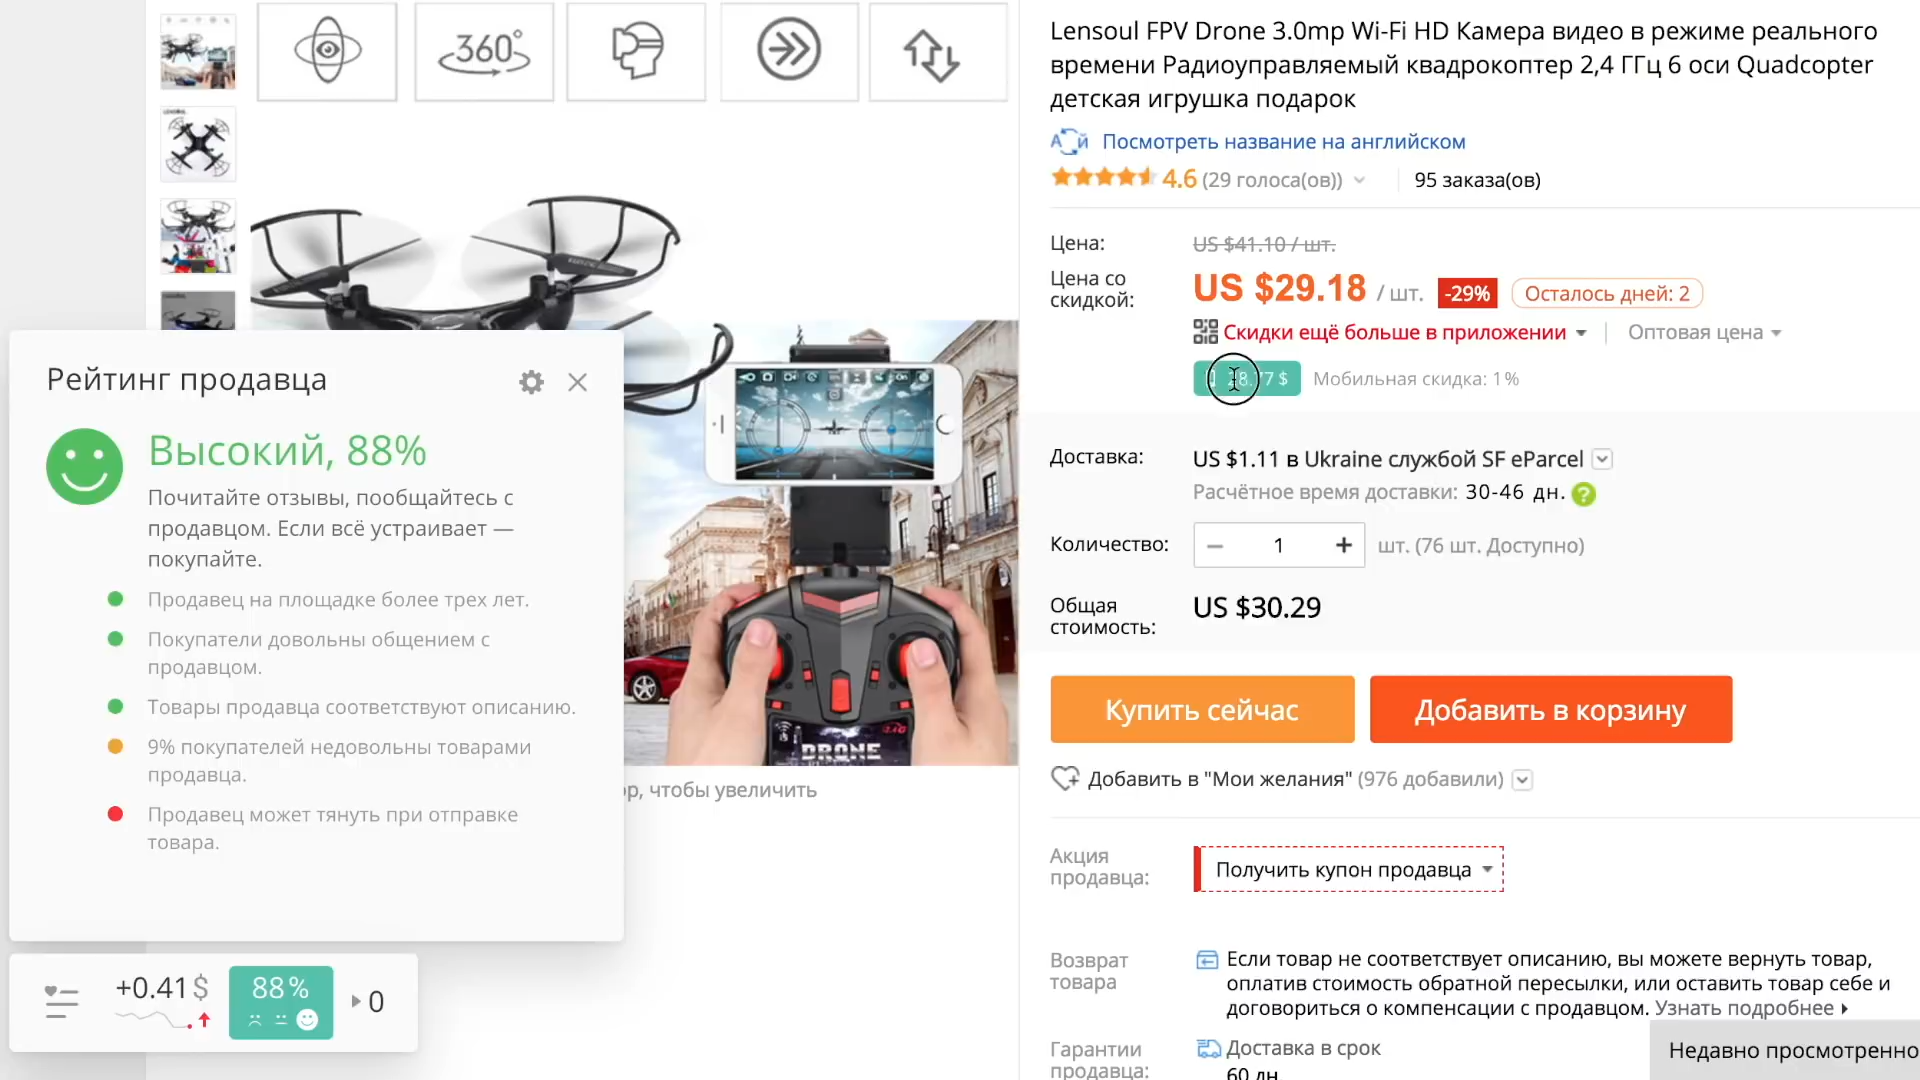 360°
Lensoul FPV Drone 3.0mp Wi-Fi HD Камера видео в режиме реального
времени Радиоуправляемый квадрокоптер 2,4 ГГц 6 оси Quadcopter
детская игрушка подарок
Посмотреть название на английском
4.6 (29 голоса(ов)) 95 заказа(ов)
Цена: US $41.10 / шт.
Цена со
скидкой: US $29.18 / шт. -29% Осталось дней: 2
Скидки ещё больше в приложении Оптовая цена
28.77 $ Мобильная скидка: 1%
Доставка: US $1.11 в Ukraine службой SF eParcel
Расчётное время доставки: 30-46 дн. ?
Количество: − 1 + шт. (76 шт. Доступно)
Общая
стоимость: US $30.29
Купить сейчас Добавить в корзину
Добавить в "Мои желания" (976 добавили)
Акция
продавца: Получить купон продавца
Возврат
товара
Если товар не соответствует описанию, вы можете вернуть товар,
оплатив стоимость обратной пересылки, или оставить товар себе и
договориться о компенсации с продавцом. Узнать подробнее
Гарантии
продавца:
Доставка в срок
60 дн.
Недавно просмотренно
Рейтинг продавца
Высокий, 88%
Почитайте отзывы, пообщайтесь с
продавцом. Если всё устраивает —
покупайте.
Продавец на площадке более трех лет.
Покупатели довольны общением с
продавцом.
Товары продавца соответствуют описанию.
9% покупателей недовольны товарами
продавца.
Продавец может тянуть при отправке
товара.
DRONE
ор, чтобы увеличить
+0.41 $ 88% 0